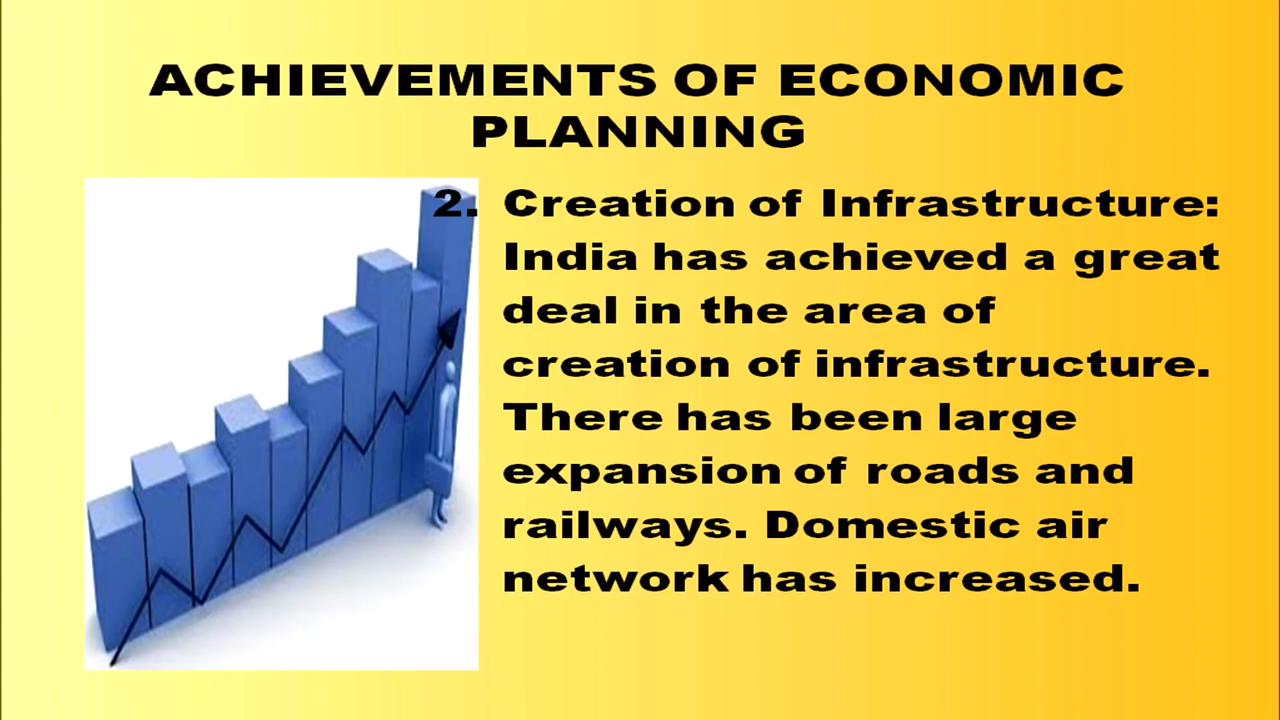 ACHIEVEMENTS OF ECONOMIC
PLANNING
2. Creation of Infrastructure:
India has achieved a great
deal in the area of
creation of infrastructure.
There has been large
expansion of roads and
railways. Domestic air
network has increased.